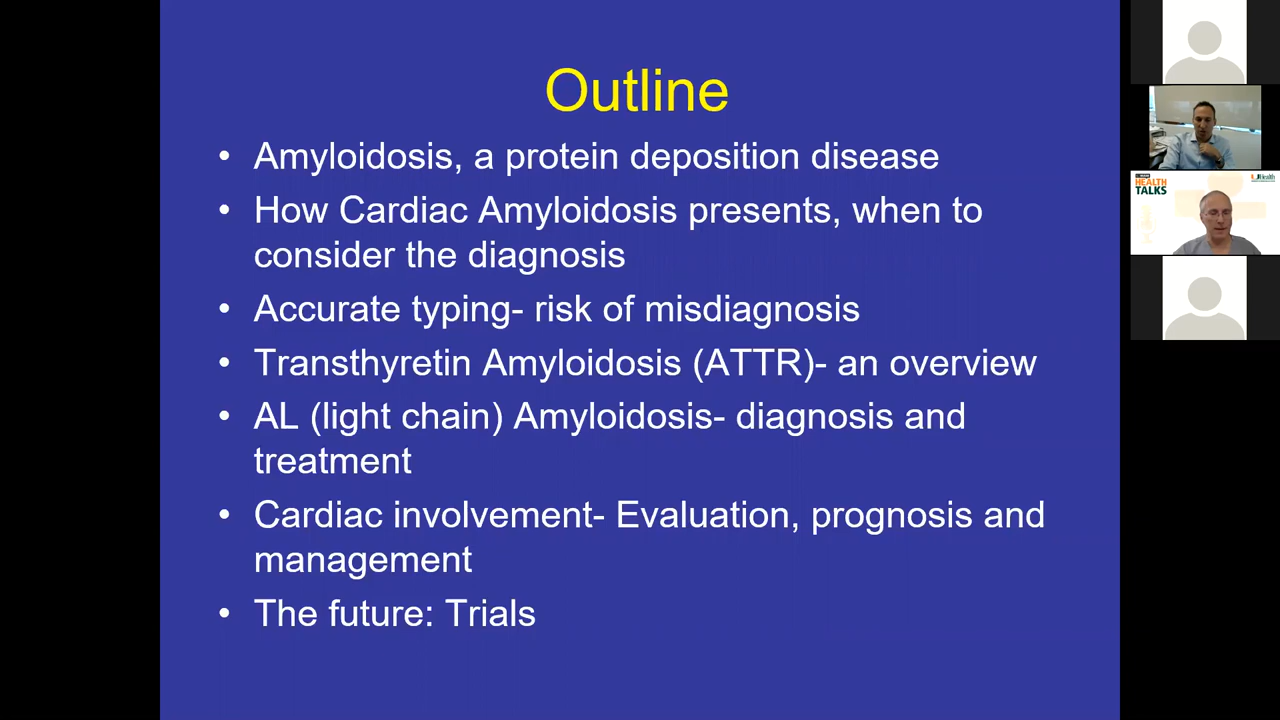 Outline
• Amyloidosis, a protein deposition disease
• How Cardiac Amyloidosis presents, when to
consider the diagnosis
• Accurate typing- risk of misdiagnosis
• Transthyretin Amyloidosis (ATTR)- an overview
• AL (light chain) Amyloidosis- diagnosis and
treatment
• Cardiac involvement- Evaluation, prognosis and
management
• The future: Trials
HEALTH
TALKS
UHealth